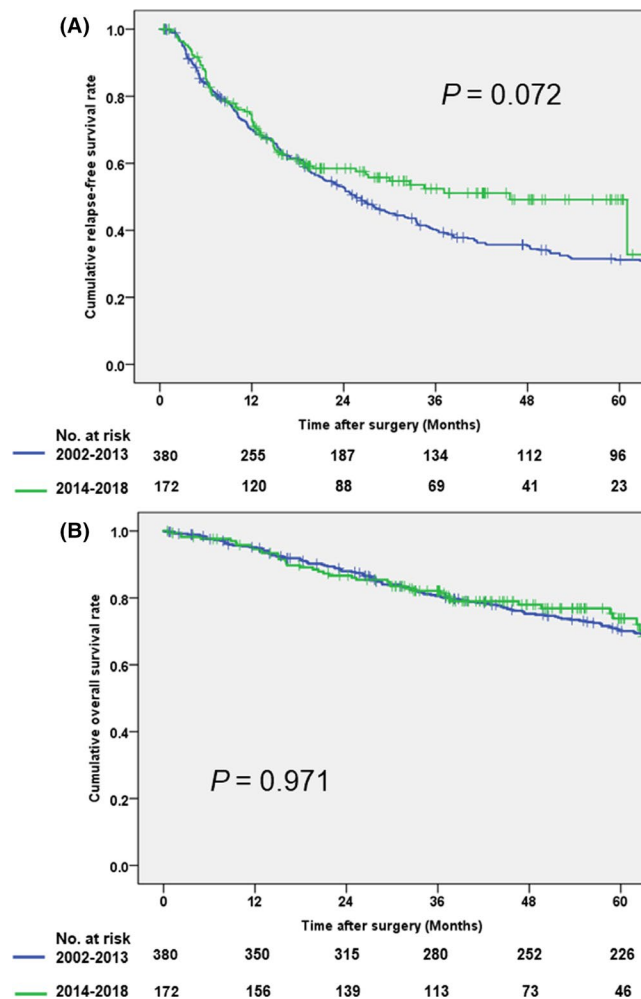 (A)
P = 0.072
Cumulative relapse-free survival rate
1.0
0.8
0.6
0.4
0.2
0.0
0 12 24 36 48 60
Time after surgery (Months)
No. at risk
2002-2013 380 255 187 134 112 96
2014-2018 172 120 88 69 41 23
(B)
P = 0.971
Cumulative overall survival rate
1.0
0.8
0.6
0.4
0.2
0.0
0 12 24 36 48 60
Time after surgery (Months)
No. at risk
2002-2013 380 350 315 280 252 226
2014-2018 172 156 139 113 73 46